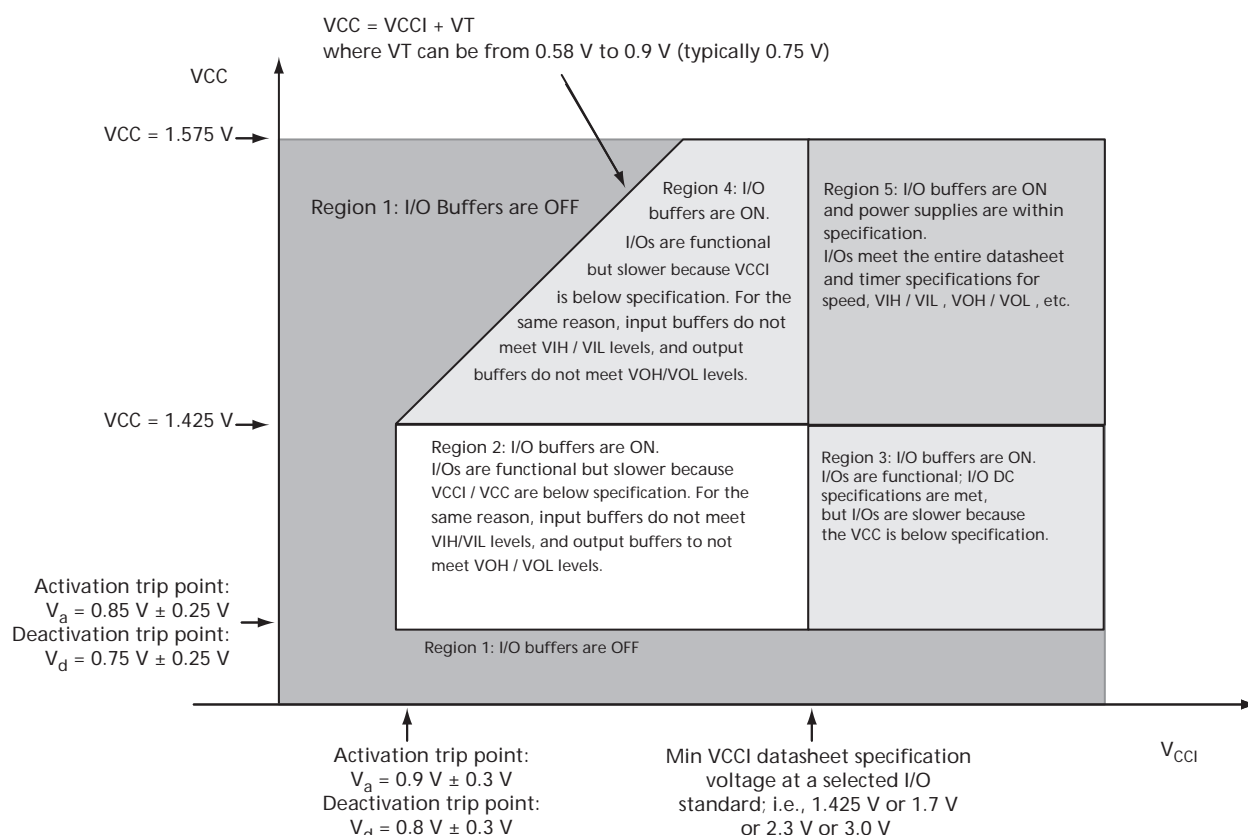 VCC = VCCI + VT
where VT can be from 0.58 V to 0.9 V (typically 0.75 V)
VCC
VCC = 1.575 V
Region 1: I/O Buffers are OFF
Region 4: I/O
buffers are ON.
I/Os are functional
but slower because VCCI
is below specification. For the
same reason, input buffers do not
meet VIH / VIL levels, and output
buffers do not meet VOH/VOL levels.
Region 5: I/O buffers are ON
and power supplies are within
specification.
I/Os meet the entire datasheet
and timer specifications for
speed, VIH / VIL , VOH / VOL , etc.
VCC = 1.425 V
Region 2: I/O buffers are ON.
I/Os are functional but slower because
VCCI / VCC are below specification. For the
same reason, input buffers do not meet
VIH/VIL levels, and output buffers to not
meet VOH / VOL levels.
Region 3: I/O buffers are ON.
I/Os are functional; I/O DC
specifications are met,
but I/Os are slower because
the VCC is below specification.
Activation trip point:
Va = 0.85 V ± 0.25 V
Deactivation trip point:
Vd = 0.75 V ± 0.25 V
Region 1: I/O buffers are OFF
Activation trip point:
Va = 0.9 V ± 0.3 V
Deactivation trip point:
Vd = 0.8 V ± 0.3 V
Min VCCI datasheet specification
voltage at a selected I/O
standard; i.e., 1.425 V or 1.7 V
or 2.3 V or 3.0 V
VCCI